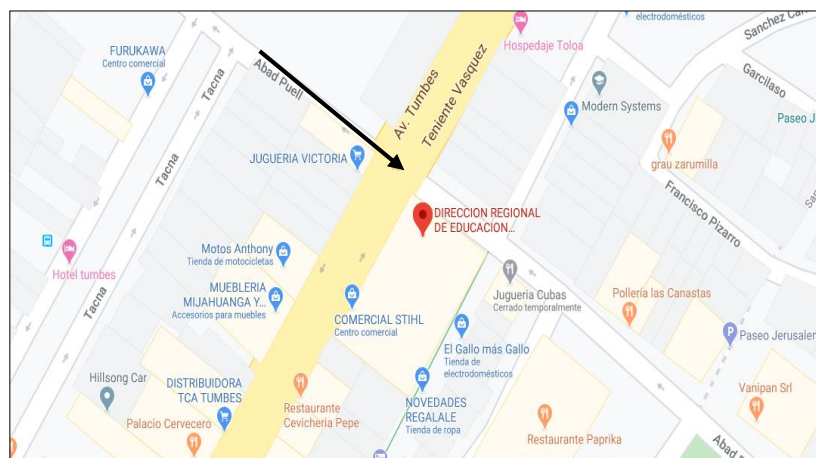 electrodomésticos
Sanchez Car
FURUKAWA
Centro comercial
Hospedaje Toloa
Tacna
Abad Puell
Av. Tumbes
Teniente Vasquez
Garcilaso
Modern Systems
Paseo J
JUGUERIA VICTORIA
grau zarumilla
Tacna
Francisco Pizarro
DIRECCION REGIONAL
DE EDUCACION...
Motos Anthony
Tienda de motocicletas
Hotel tumbes
MUEBLERIA
MIJAHUANGA Y...
Accesorios para muebles
Jugueria Cubas
Cerrado temporalmente
Pollería las Canastas
Tacna
COMERCIAL STIHL
Centro comercial
P
Paseo Jerusalen
El Gallo más Gallo
Tienda de
electrodomésticos
Hillsong Car
DISTRIBUIDORA
TCA TUMBES
Restaurante
Cevicheria Pepe
NOVEDADES
REGALALE
Tienda de ropa
Vanipan Srl
Palacio Cervecero
Restaurante Paprika
Abad